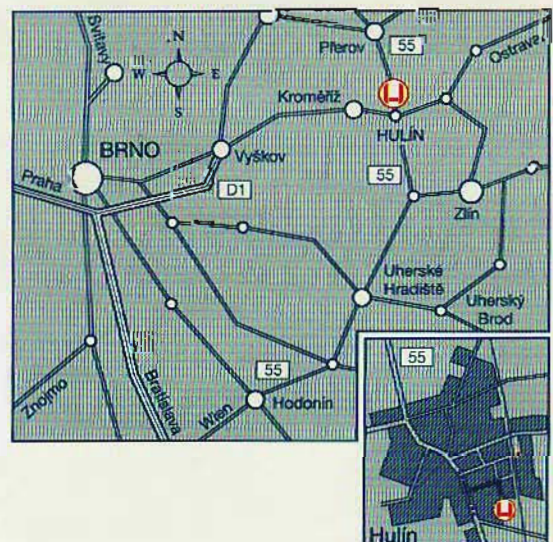 Svitavy
N
W
E
S
Přerov
55
Ostrava
Kroměříž
HULÍN
BRNO
Vyškov
Praha
D1
55
Zlín
Uherské
Hradiště
Uherský
Brod
55
Hodonín
Znojmo
Bratislava
Wien
55
Hulín